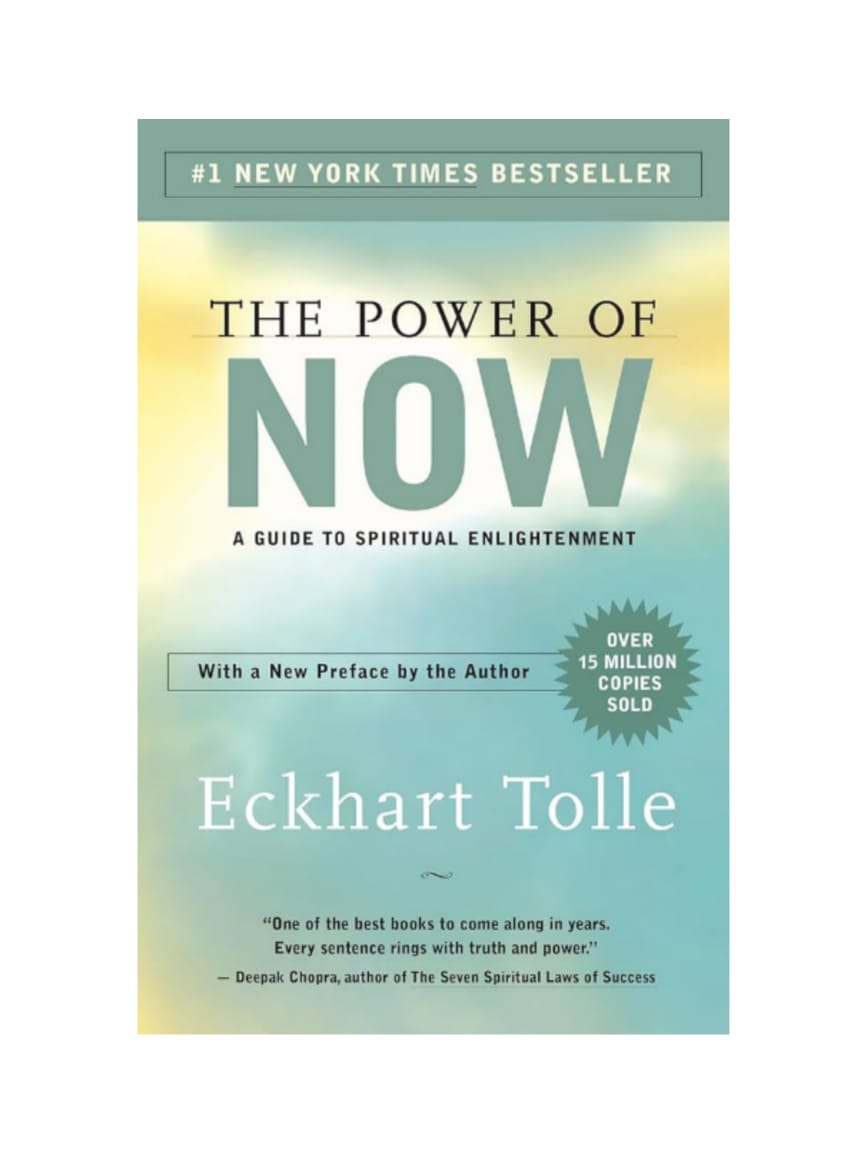 #1 NEW YORK TIMES BESTSELLER
THE POWER OF
NOW
A GUIDE TO SPIRITUAL ENLIGHTENMENT
With a New Preface by the Author
OVER
15 MILLION
COPIES
SOLD
Eckhart Tolle
“One of the best books to come along in years.
Every sentence rings with truth and power.”
— Deepak Chopra, author of The Seven Spiritual Laws of Success